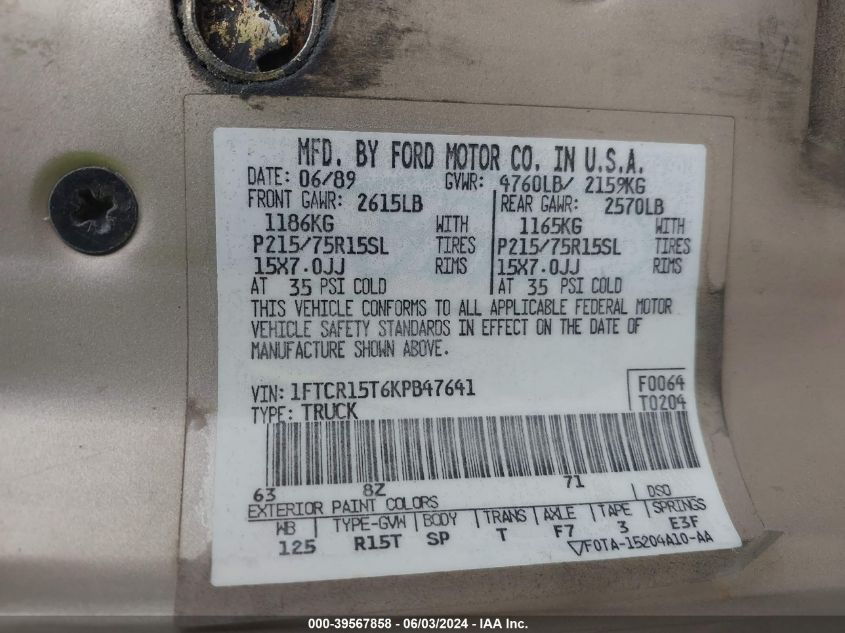 MFD. BY FORD MOTOR CO. IN U.S.A.
DATE: 06/89 GVWR: 4760LB/ 2159KG
FRONT GAWR: 2615LB REAR GAWR: 2570LB
1186KG WITH 1165KG WITH
P215/75R15SL TIRES P215/75R15SL TIRES
15X7.0JJ RIMS 15X7.0JJ RIMS
AT 35 PSI COLD AT 35 PSI COLD
THIS VEHICLE CONFORMS TO ALL APPLICABLE FEDERAL MOTOR
VEHICLE SAFETY STANDARDS IN EFFECT ON THE DATE OF
MANUFACTURE SHOWN ABOVE.
VIN: 1FTCR15T6KPB47641 F0064
TYPE: TRUCK T0204
63 8Z 71
EXTERIOR PAINT COLORS DSO
WB TYPE-GVW BODY TRANS AXLE TAPE SPRINGS
125 R15T SP T F7 3 E3F
F0TA-15204A10-AA
000-39567858 - 06/03/2024 - IAA Inc.